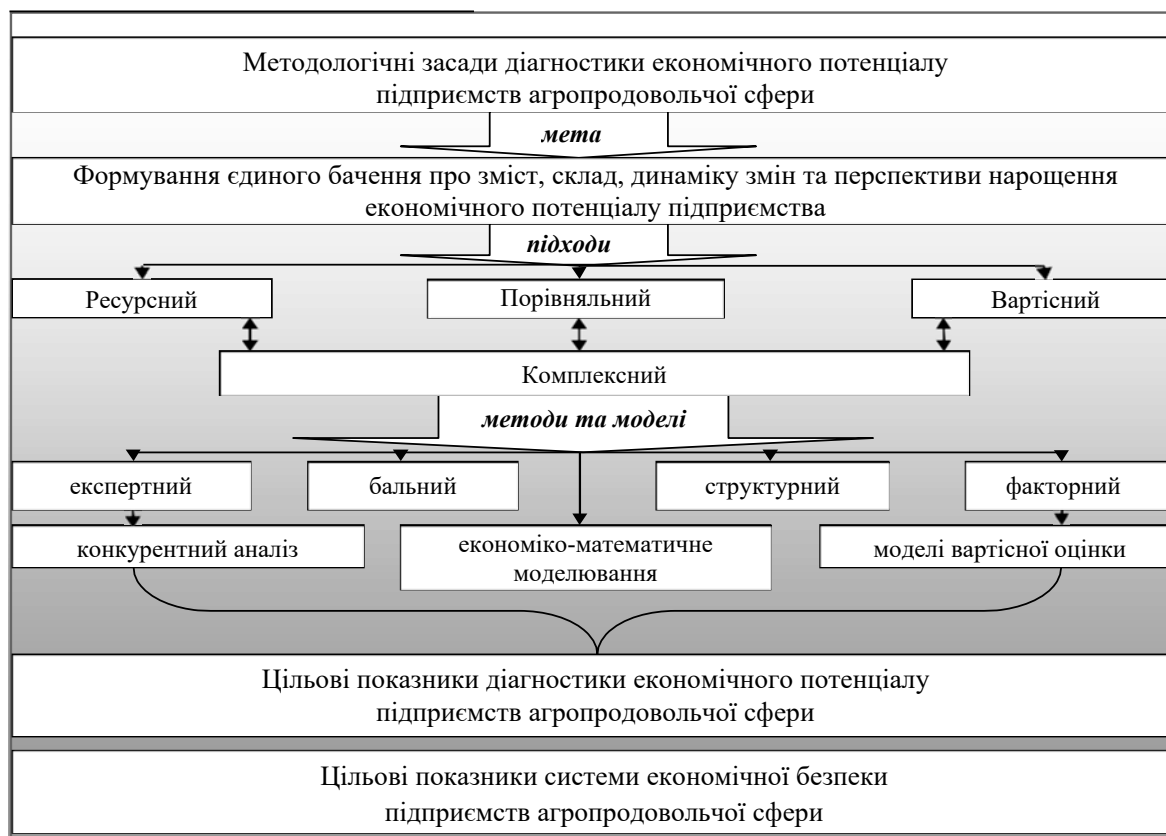 Методологічні засади діагностики економічного потенціалу
підприємств агропродовольчої сфери
мета
Формування єдиного бачення про зміст, склад, динаміку змін та перспективи нарощення
економічного потенціалу підприємства
підходи
Ресурсний
Порівняльний
Вартісний
Комплексний
методи та моделі
експертний
бальний
структурний
факторний
конкурентний аналіз
економіко-математичне
моделювання
моделі вартісної оцінки
Цільові показники діагностики економічного потенціалу
підприємств агропродовольчої сфери
Цільові показники системи економічної безпеки
підприємств агропродовольчої сфери